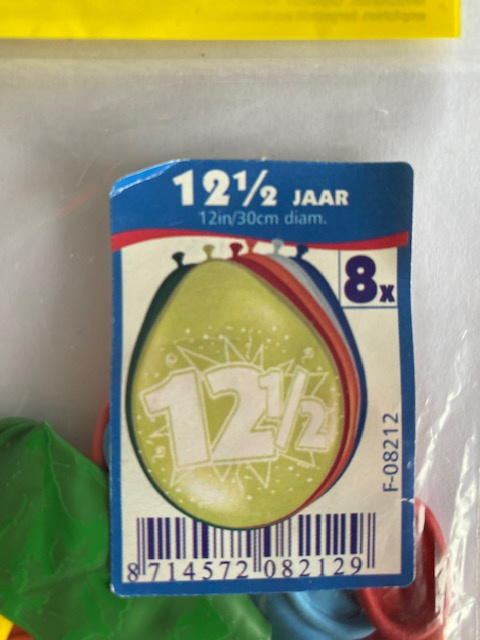 12½ JAAR
12in/30cm diam.
8x
12½
F-08212
8 714572 082129